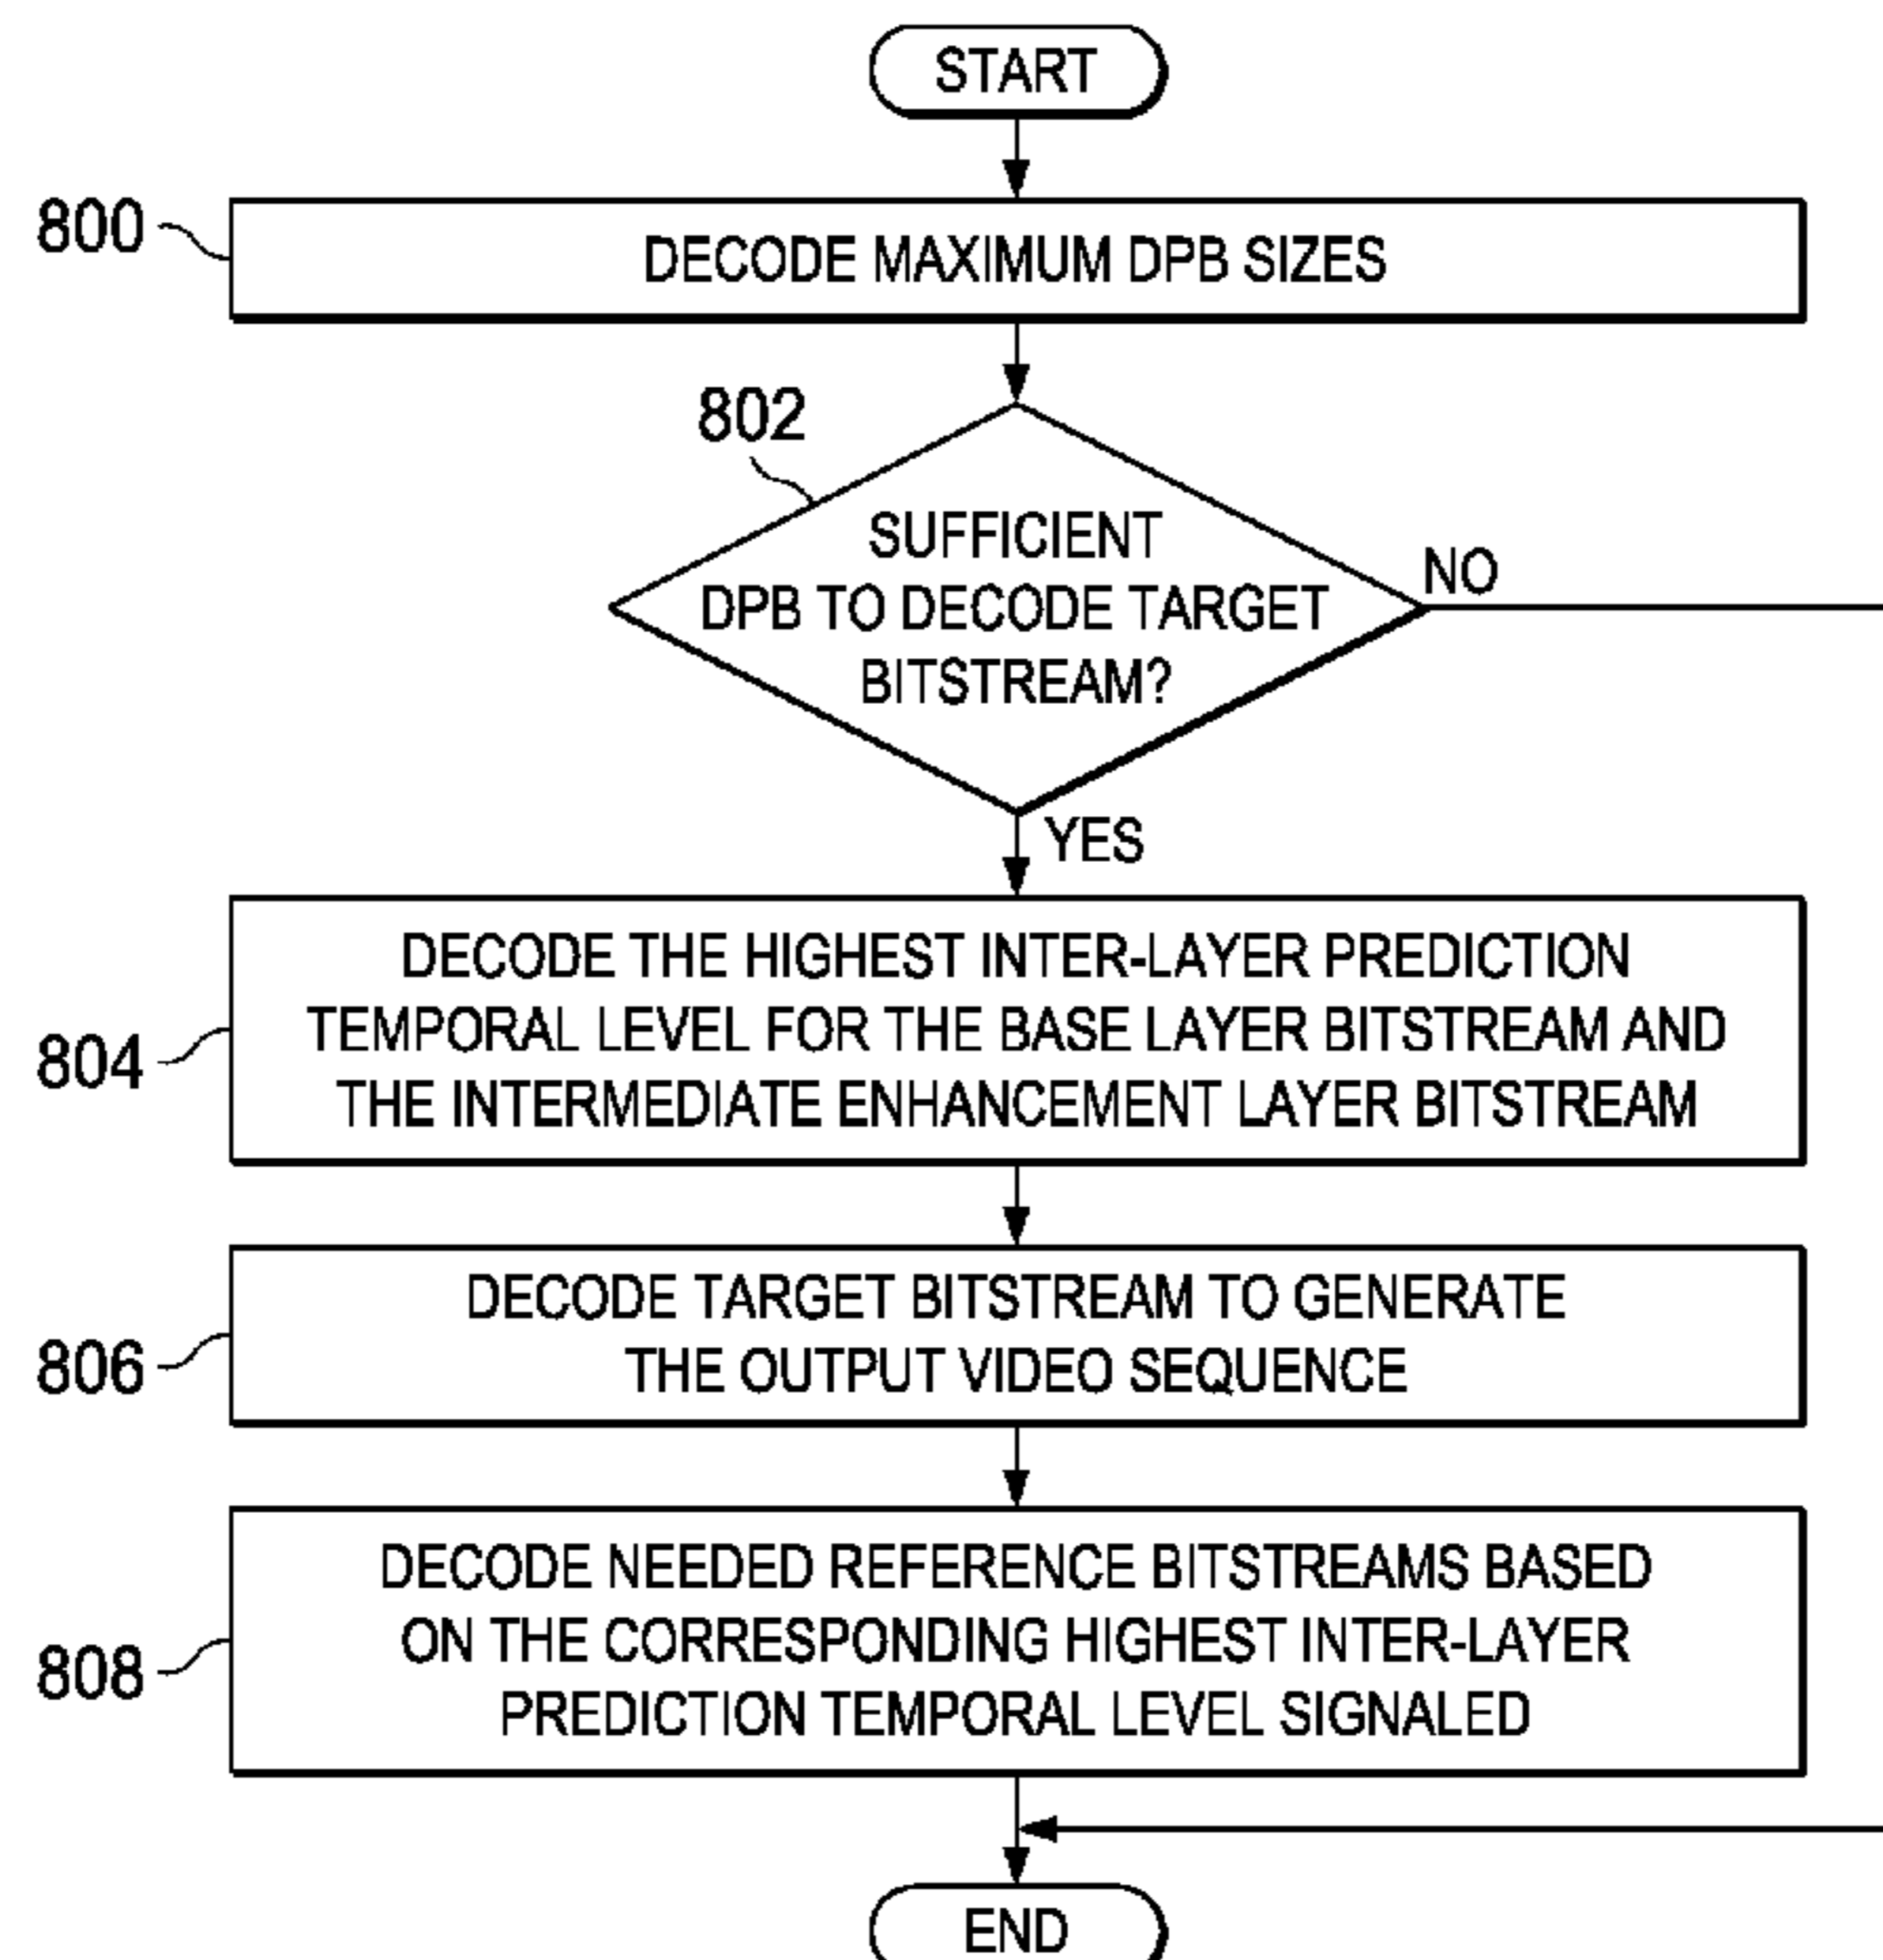 START
800
DECODE MAXIMUM DPB SIZES
802
SUFFICIENT
DPB TO DECODE TARGET
BITSTREAM?
NO
YES
804
DECODE THE HIGHEST INTER-LAYER PREDICTION
TEMPORAL LEVEL FOR THE BASE LAYER BITSTREAM AND
THE INTERMEDIATE ENHANCEMENT LAYER BITSTREAM
806
DECODE TARGET BITSTREAM TO GENERATE
THE OUTPUT VIDEO SEQUENCE
808
DECODE NEEDED REFERENCE BITSTREAMS BASED
ON THE CORRESPONDING HIGHEST INTER-LAYER
PREDICTION TEMPORAL LEVEL SIGNALED
END